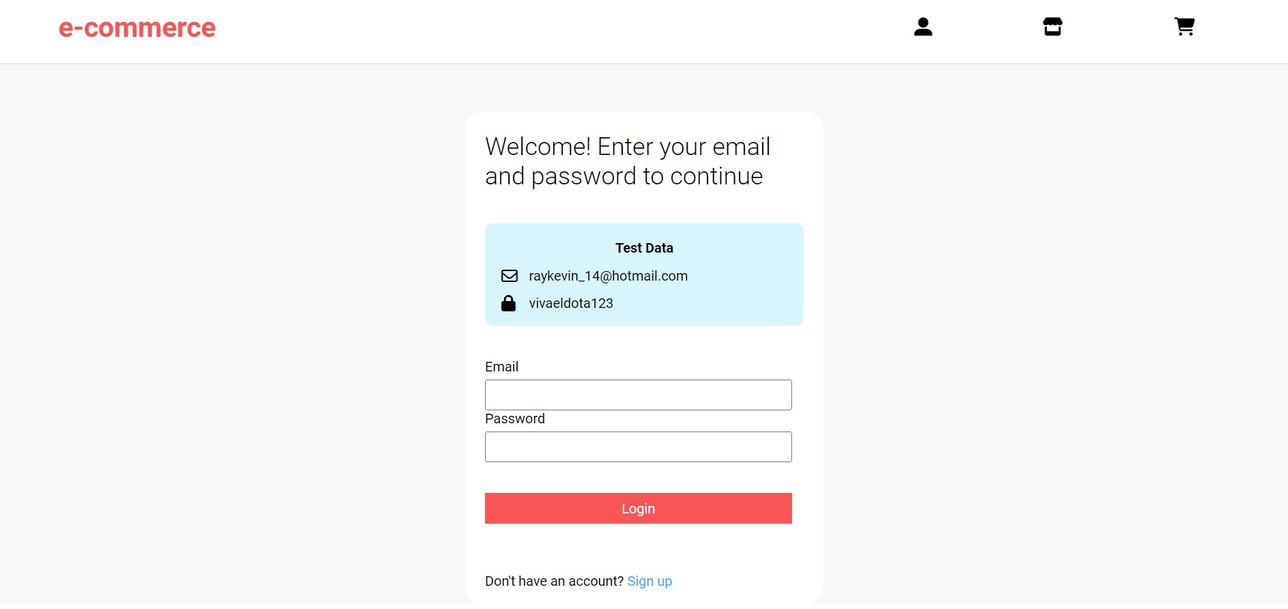 e-commerce
Welcome! Enter your email
and password to continue
Test Data
raykevin_14@hotmail.com
vivaeldota123
Email
Password
Login
Don't have an account? Sign up